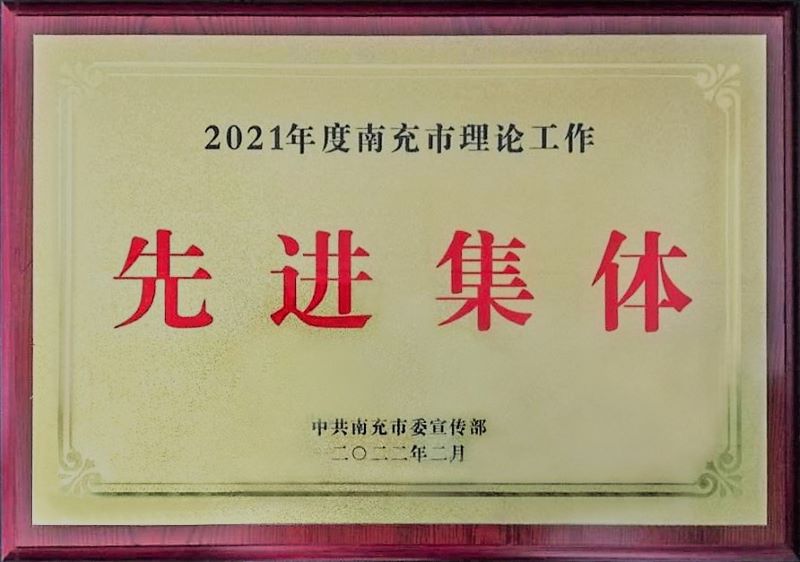 2021年度南充市理论工作
先进集体
中共南充市委宣传部
二〇二二年二月